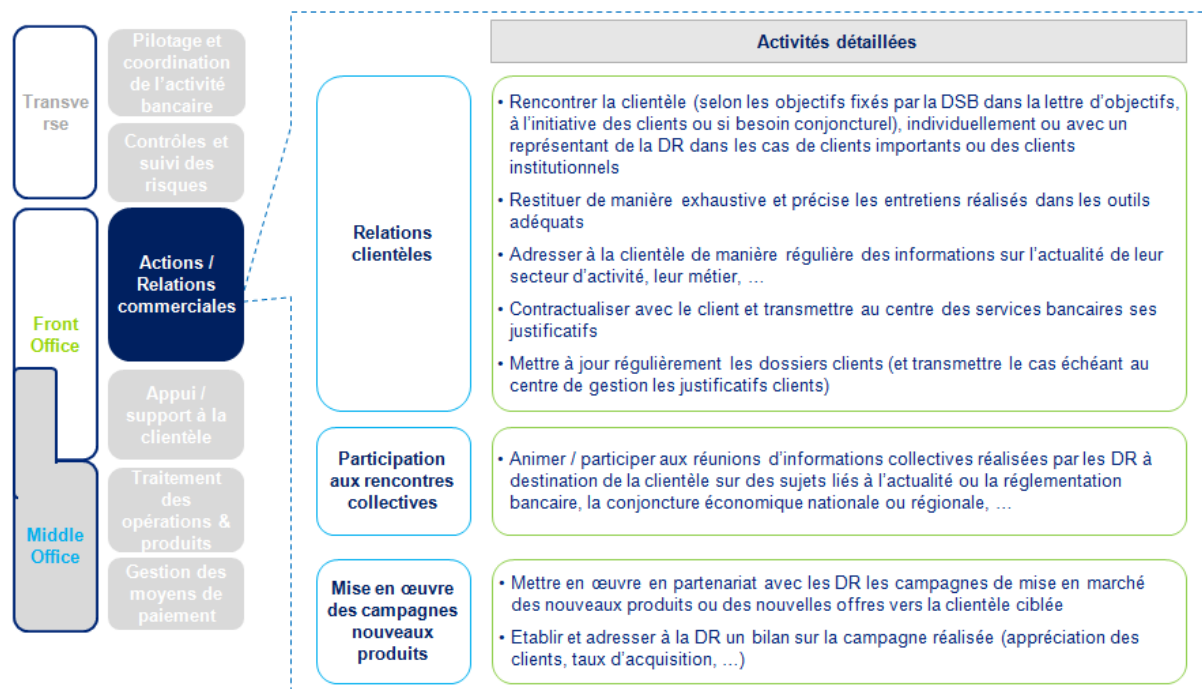 Transve
rse
Front
Office
Middle
Office
Pilotage et
coordination
de l'activité
bancaire
Contrôles et
suivi des
risques
Actions /
Relations
commerciales
Appui /
support à la
clientèle
Traitement
des
opérations &
produits
Gestion des
moyens de
paiement
Activités détaillées
Relations
clientèles
• Rencontrer la clientèle (selon les objectifs fixés par la DSB dans la lettre d'objectifs,
à l'initiative des clients ou si besoin conjoncturel), individuellement ou avec un
représentant de la DR dans les cas de clients importants ou des clients
institutionnels
• Restituer de manière exhaustive et précise les entretiens réalisés dans les outils
adéquats
• Adresser à la clientèle de manière régulière des informations sur l'actualité de leur
secteur d'activité, leur métier, …
• Contractualiser avec le client et transmettre au centre des services bancaires ses
justificatifs
• Mettre à jour régulièrement les dossiers clients (et transmettre le cas échéant au
centre de gestion les justificatifs clients)
Participation
aux rencontres
collectives
• Animer / participer aux réunions d'informations collectives réalisées par les DR à
destination de la clientèle sur des sujets liés à l'actualité ou la réglementation
bancaire, la conjoncture économique nationale ou régionale, …
Mise en œuvre
des campagnes
nouveaux
produits
• Mettre en œuvre en partenariat avec les DR les campagnes de mise en marché
des nouveaux produits ou des nouvelles offres vers la clientèle ciblée
• Etablir et adresser à la DR un bilan sur la campagne réalisée (appréciation des
clients, taux d'acquisition, …)